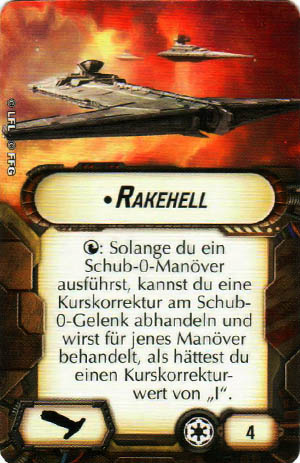 © LFL © FFG
•RAKEHELL
: Solange du ein
Schub-0-Manöver
ausführst, kannst du eine
Kurskorrektur am Schub-
0-Gelenk abhandeln und
wirst für jenes Manöver
behandelt, als hättest du
einen Kurskorrektur-
wert von „I“.
4